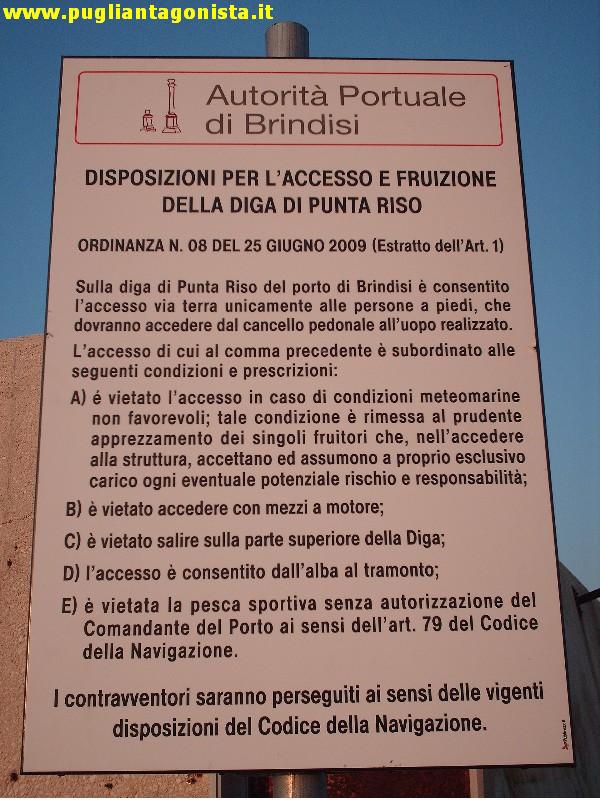 www.pugliantagonista.it
Autorità Portuale
di Brindisi
DISPOSIZIONI PER L'ACCESSO E FRUIZIONE
DELLA DIGA DI PUNTA RISO
ORDINANZA N. 08 DEL 25 GIUGNO 2009 (Estratto dell'Art. 1)
Sulla diga di Punta Riso del porto di Brindisi è consentito
l'accesso via terra unicamente alle persone a piedi, che
dovranno accedere dal cancello pedonale all'uopo realizzato.
L'accesso di cui al comma precedente è subordinato alle
seguenti condizioni e prescrizioni:
A) é vietato l'accesso in caso di condizioni meteomarine
non favorevoli; tale condizione è rimessa al prudente
apprezzamento dei singoli fruitori che, nell'accedere
alla struttura, accettano ed assumono a proprio esclusivo
carico ogni eventuale potenziale rischio e responsabilità;
B) è vietato accedere con mezzi a motore;
C) è vietato salire sulla parte superiore della Diga;
D) l'accesso è consentito dall'alba al tramonto;
E) è vietata la pesca sportiva senza autorizzazione del
Comandante del Porto ai sensi dell'art. 79 del Codice
della Navigazione.
I contravventori saranno perseguiti ai sensi delle vigenti
disposizioni del Codice della Navigazione.